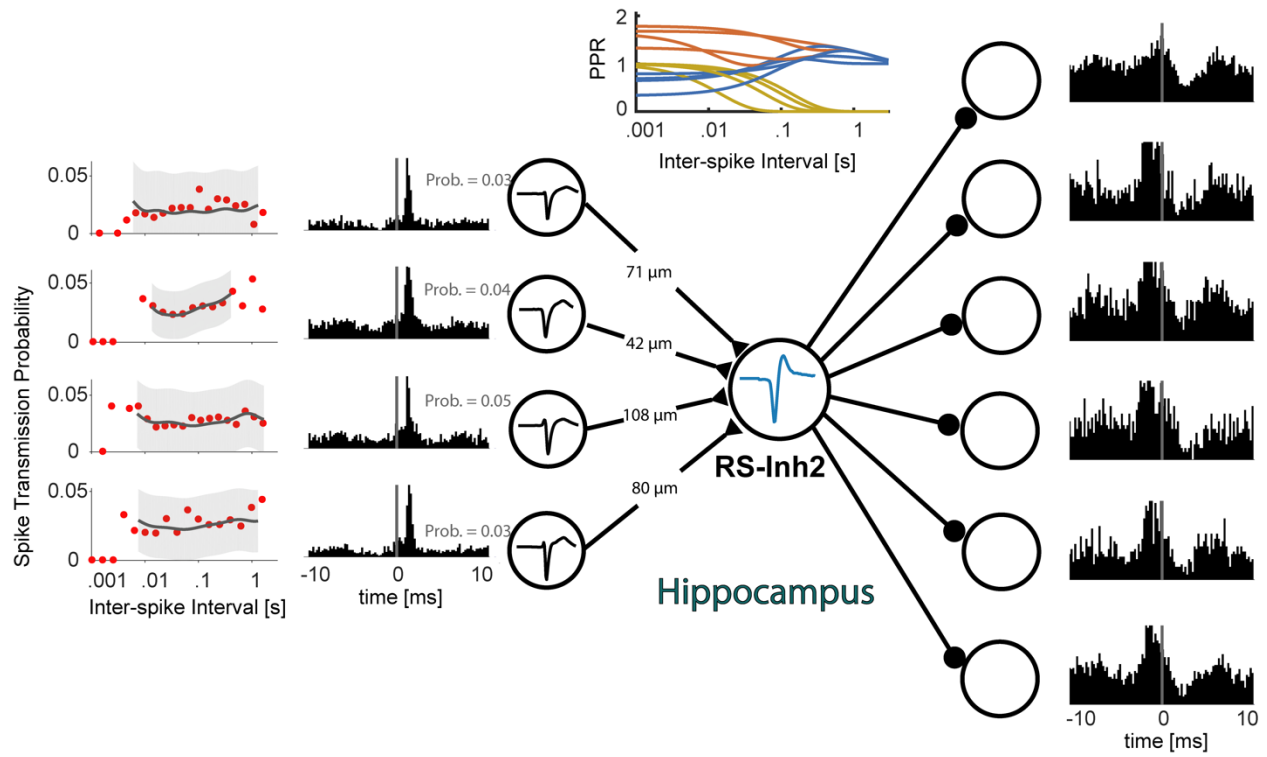 2
1
0
PPR
.001 .01 .1 1
Inter-spike Interval [s]
0.05
0
Prob. = 0.03
71 µm
0.05
0
Prob. = 0.04
42 µm
0.05
0
Prob. = 0.05
108 µm
RS-Inh2
0.05
0
Prob. = 0.03
80 µm
Spike Transmission Probability
.001 .01 .1 1
Inter-spike Interval [s]
-10 0 10
time [ms]
Hippocampus
-10 0 10
time [ms]